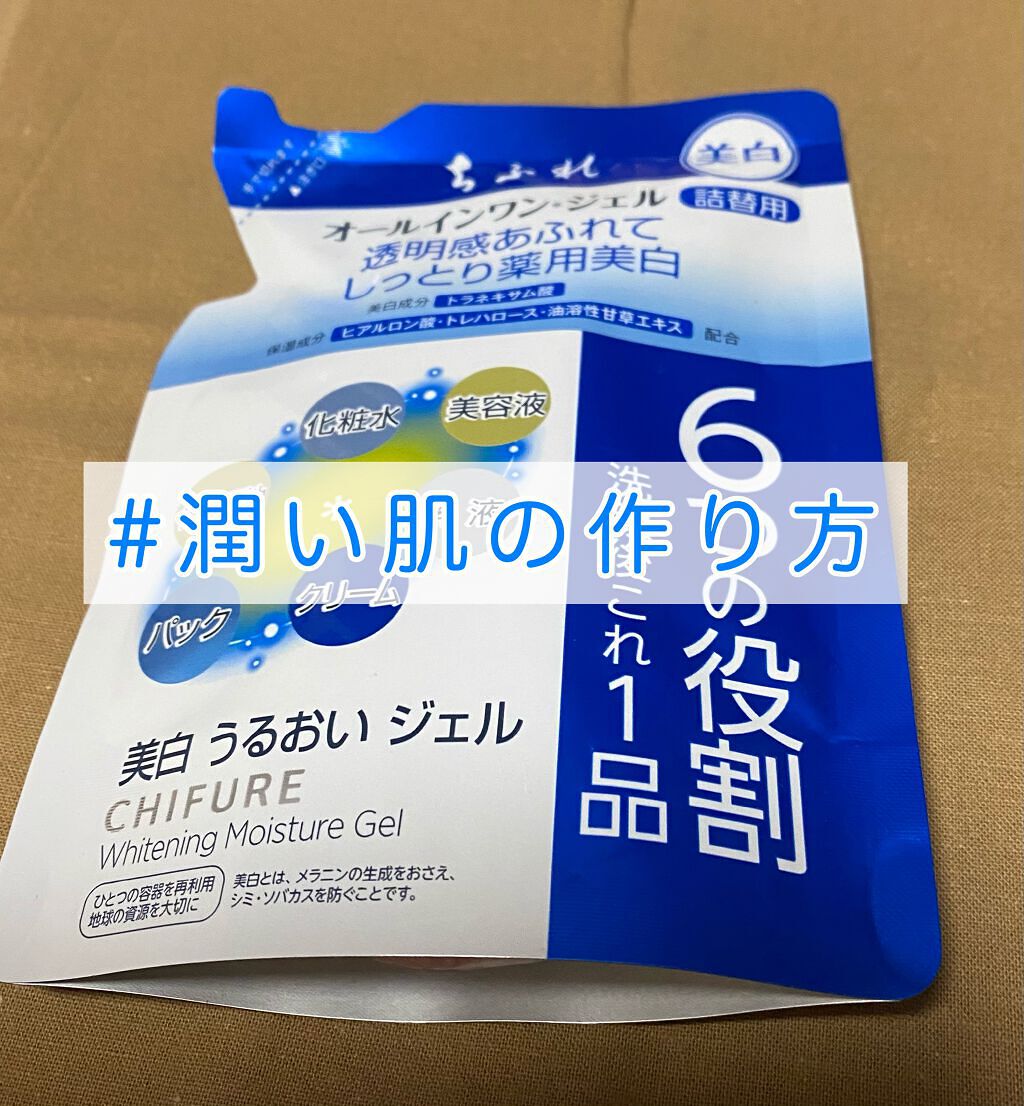 ちふれ
美白
詰替用
オールインワン・ジェル
透明感あふれて
しっとり薬用美白
美白成分 トラネキサム酸
保湿成分 ヒアルロン酸・トレハロース・油溶性甘草エキス 配合
化粧水
美容液
液
クリーム
パック
#潤い肌の作り方
6つの役割
洗顔後これ1品
美白 うるおい ジェル
CHIFURE
Whitening Moisture Gel
ひとつの容器を再利用
地球の資源を大切に
美白とは、メラニンの生成をおさえ、
シミ・ソバカスを防ぐことです。